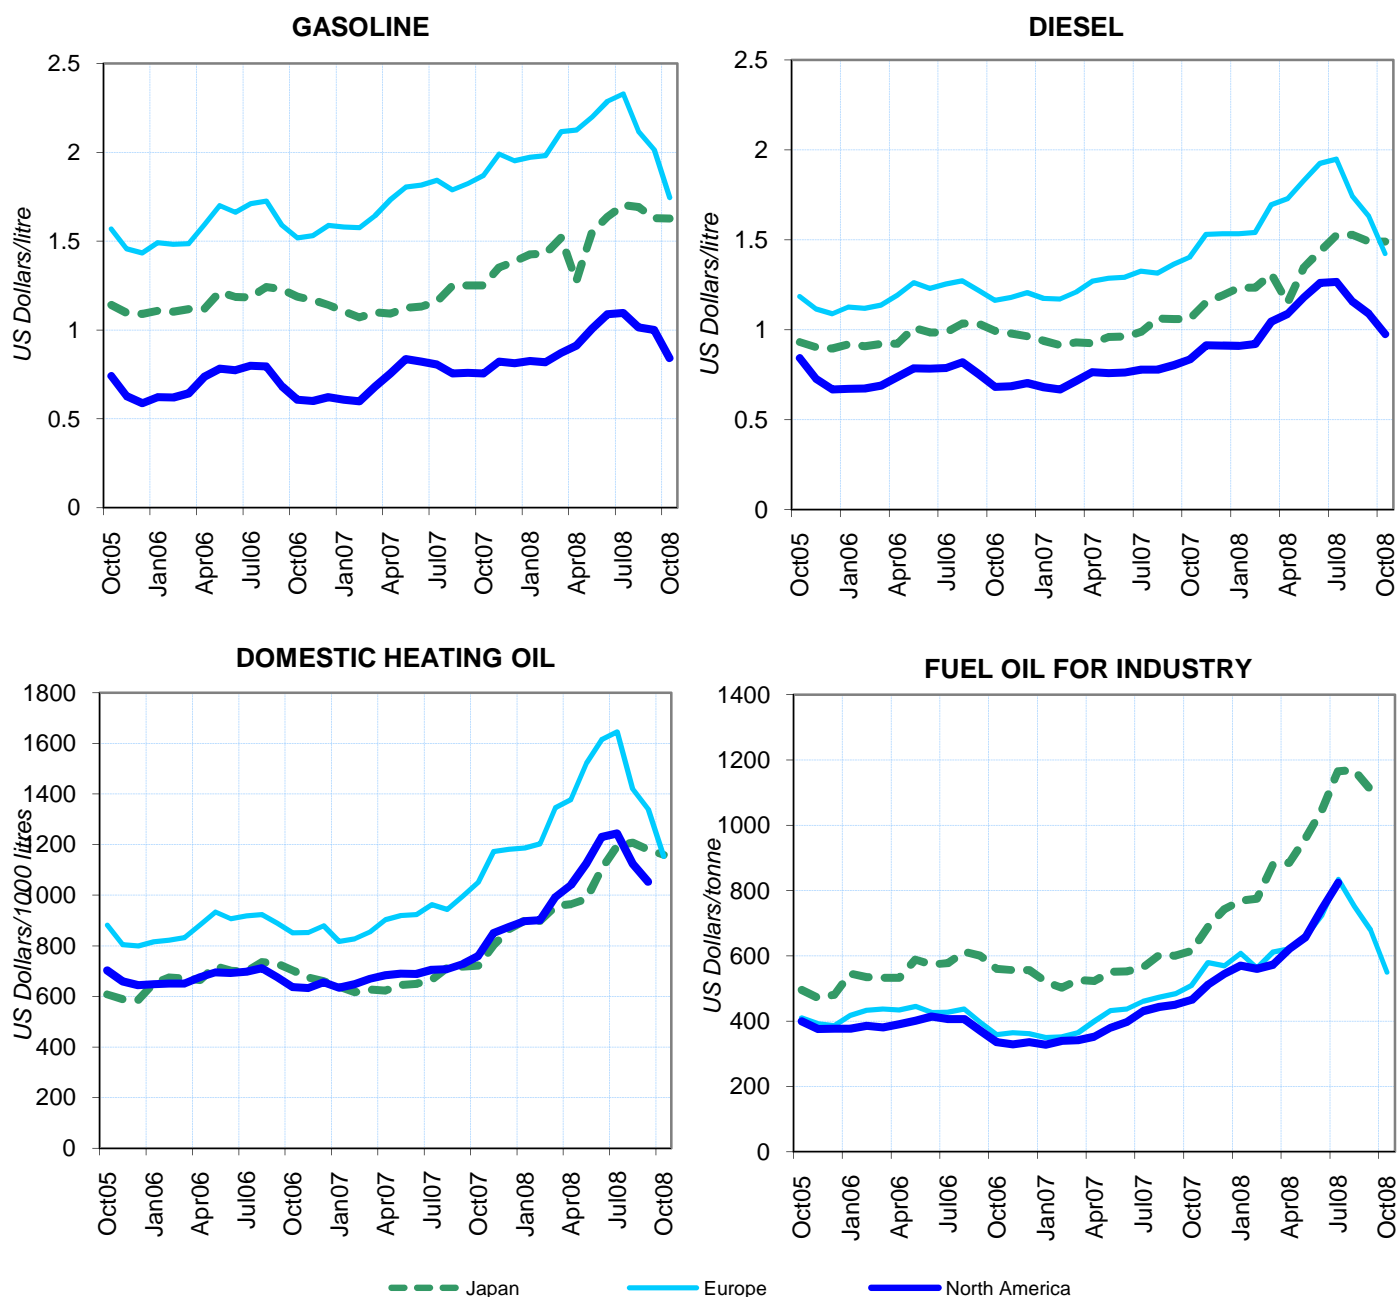 GASOLINE
US Dollars/litre
2.5
2
1.5
1
0.5
0
Oct05 Jan06 Apr06 Jul06 Oct06 Jan07 Apr07 Jul07 Oct07 Jan08 Apr08 Jul08 Oct08
DIESEL
US Dollars/litre
2.5
2
1.5
1
0.5
0
Oct05 Jan06 Apr06 Jul06 Oct06 Jan07 Apr07 Jul07 Oct07 Jan08 Apr08 Jul08 Oct08
DOMESTIC HEATING OIL
US Dollars/1000 litres
1800
1600
1400
1200
1000
800
600
400
200
0
Oct05 Jan06 Apr06 Jul06 Oct06 Jan07 Apr07 Jul07 Oct07 Jan08 Apr08 Jul08 Oct08
FUEL OIL FOR INDUSTRY
US Dollars/tonne
1400
1200
1000
800
600
400
200
0
Oct05 Jan06 Apr06 Jul06 Oct06 Jan07 Apr07 Jul07 Oct07 Jan08 Apr08 Jul08 Oct08
Japan Europe North America